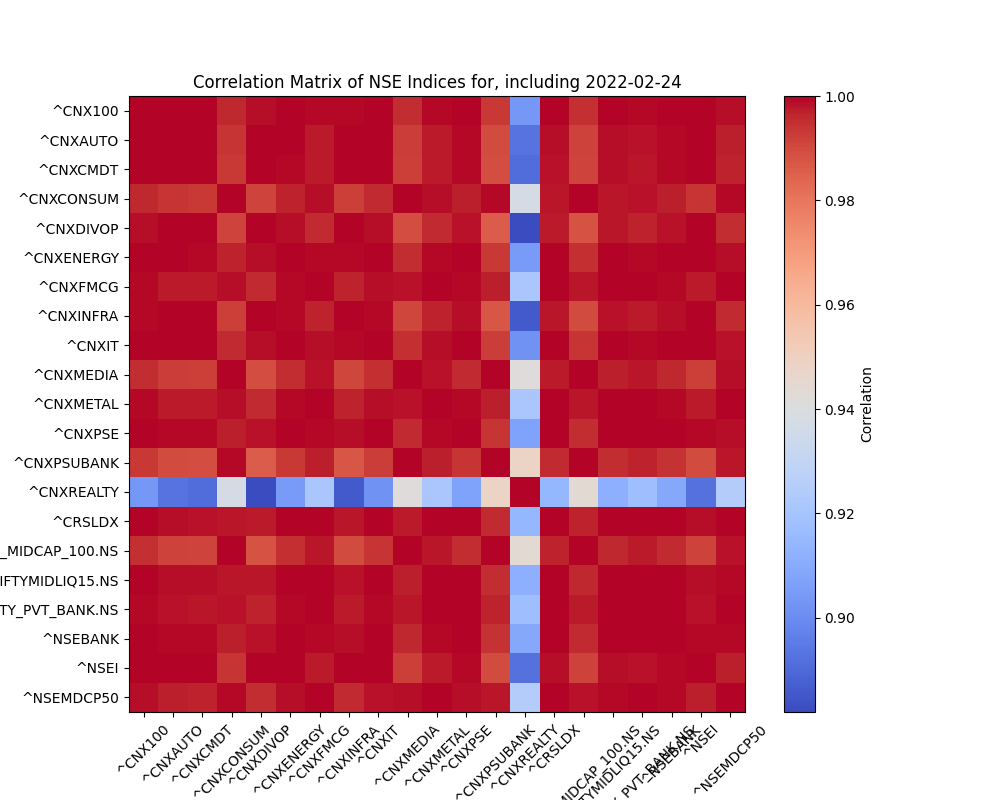 Correlation Matrix of NSE Indices for, including 2022-02-24
^CNX100
^CNXAUTO
^CNXCMDT
^CNXCONSUM
^CNXDIVOP
^CNXENERGY
^CNXFMCG
^CNXINFRA
^CNXIT
^CNXMEDIA
^CNXMETAL
^CNXPSE
^CNXPSUBANK
^CNXREALTY
^CRSLDX
_MIDCAP_100.NS
IFTYMIDLIQ15.NS
TY_PVT_BANK.NS
^NSEBANK
^NSEI
^NSEMDCP50
^CNX100
^CNXAUTO
^CNXCMDT
^CNXCONSUM
^CNXDIVOP
^CNXENERGY
^CNXFMCG
^CNXINFRA
^CNXIT
^CNXMEDIA
^CNXMETAL
^CNXPSE
^CNXPSUBANK
^CNXREALTY
^CRSLDX
MIDCAP_100.NS
TYMIDLIQ15.NS
PVT_BANK.NS
^NSEBANK
^NSEI
^NSEMDCP50
1.00
0.98
0.96
0.94
0.92
0.90
Correlation